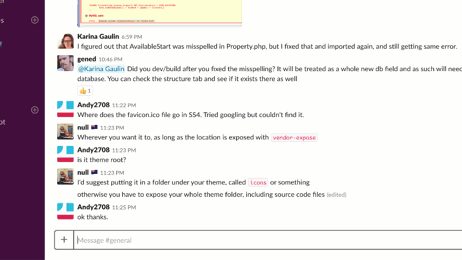 Karina Gaulin 6:59 PM
I figured out that AvailableStart was misspelled in Property.php, but I fixed that and imported again, and still getting same error.
gened 10:46 PM
@Karina Gaulin Did you dev/build after you fixed the misspelling? It will be treated as a whole new db field and as such will need
database. You can check the structure tab and see if it exists there as well
1
Andy2708 11:22 PM
Where does the favicon.ico file go in SS4. Tried googling but couldn't find it.
null 11:23 PM
Wherever you want it to, as long as the location is exposed with vendor-expose
Andy2708 11:23 PM
is it theme root?
null 11:23 PM
I'd suggest putting it in a folder under your theme, called icons or something
otherwise you have to expose your whole theme folder, including source code files (edited)
Andy2708 11:25 PM
ok thanks.
Message #general